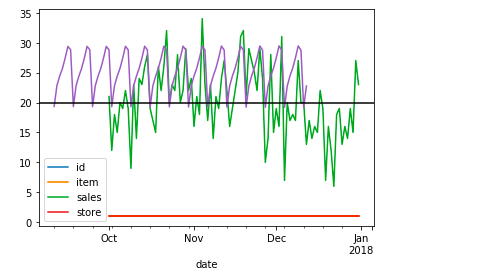 35
30
25
20
15
10
5
0
id
item
sales
store
Oct
Nov
Dec
Jan
2018
date